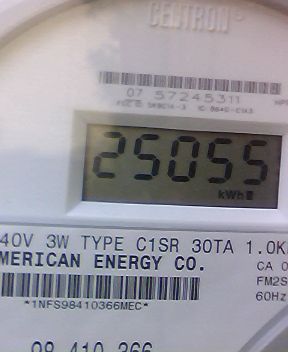 CENTRON
07 57245311
25055
kWh
40V 3W TYPE C1SR 30TA 1.0K
MERICAN ENERGY CO.
CA 0
FM2S
60Hz
*1NFS98410366MEC*
98 410 366